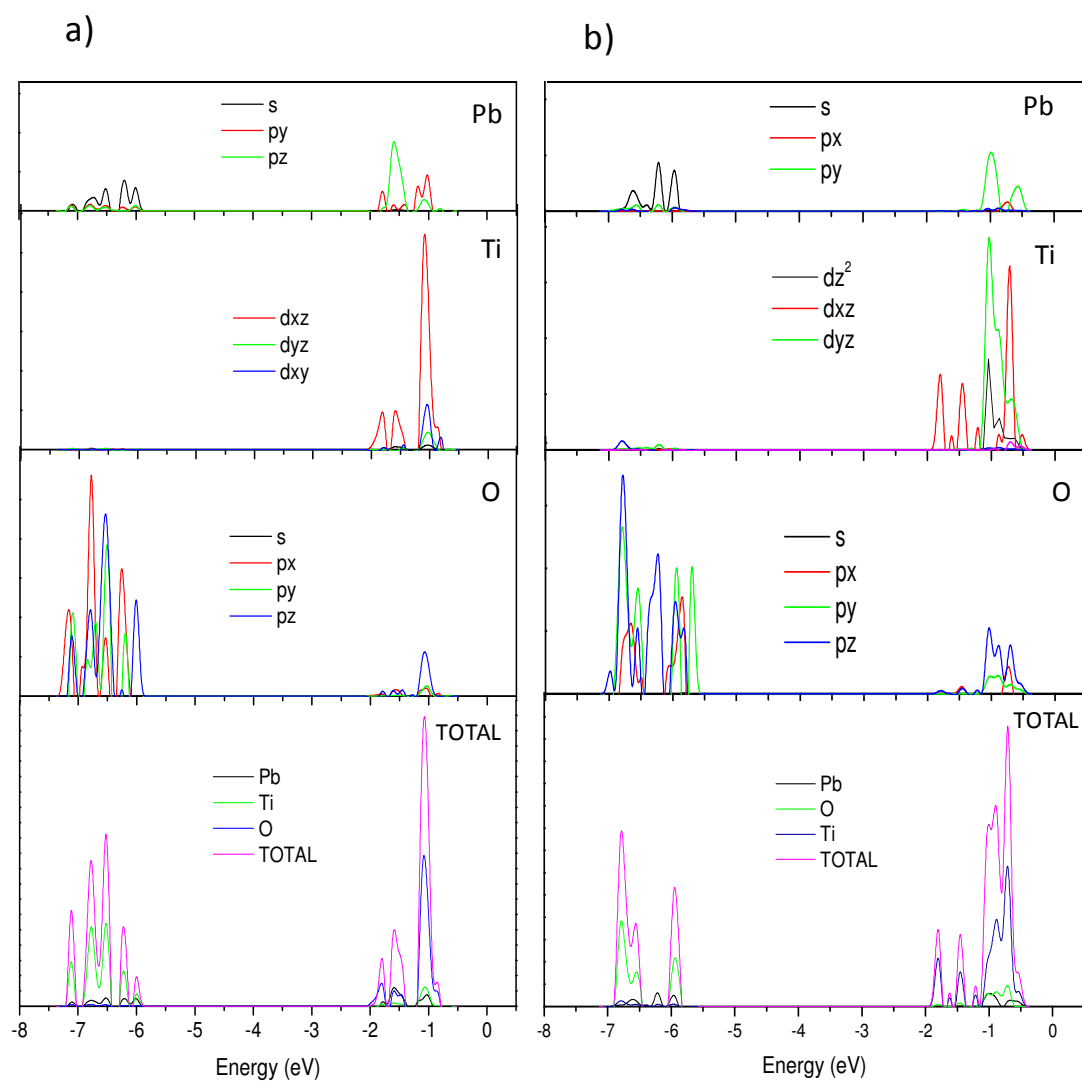 a)
Pb
s
py
pz
Ti
dxz
dyz
dxy
O
s
px
py
pz
TOTAL
Pb
Ti
O
TOTAL
-8 -7 -6 -5 -4 -3 -2 -1 0
Energy (eV)
b)
Pb
s
px
py
Ti
dz²
dxz
dyz
O
s
px
py
pz
TOTAL
Pb
O
Ti
TOTAL
-8 -7 -6 -5 -4 -3 -2 -1 0
Energy (eV)